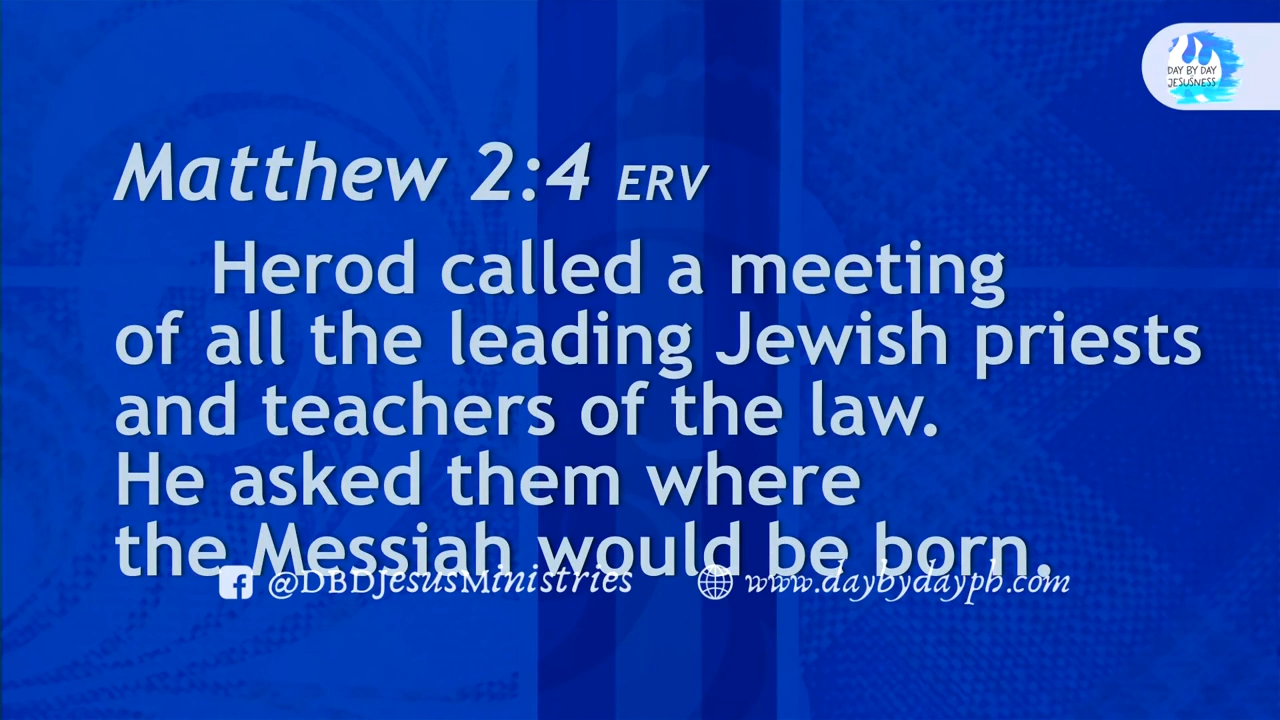 DAY BY DAY
JESUSNESS
Matthew 2:4 ERV
Herod called a meeting
of all the leading Jewish priests
and teachers of the law.
He asked them where
the Messiah would be born.
@DBDJesusMinistries www.daybydayph.com